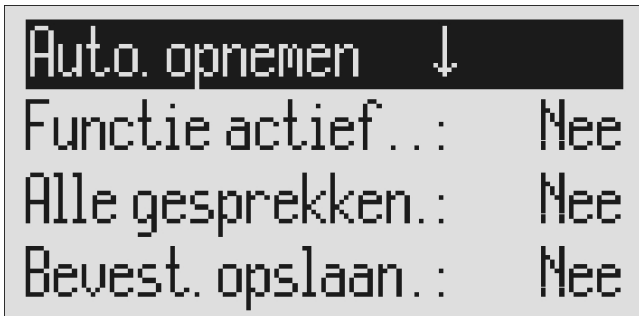 Auto. opnemen ↓
Functie actief..: Nee
Alle gesprekken.: Nee
Bevest. opslaan.: Nee